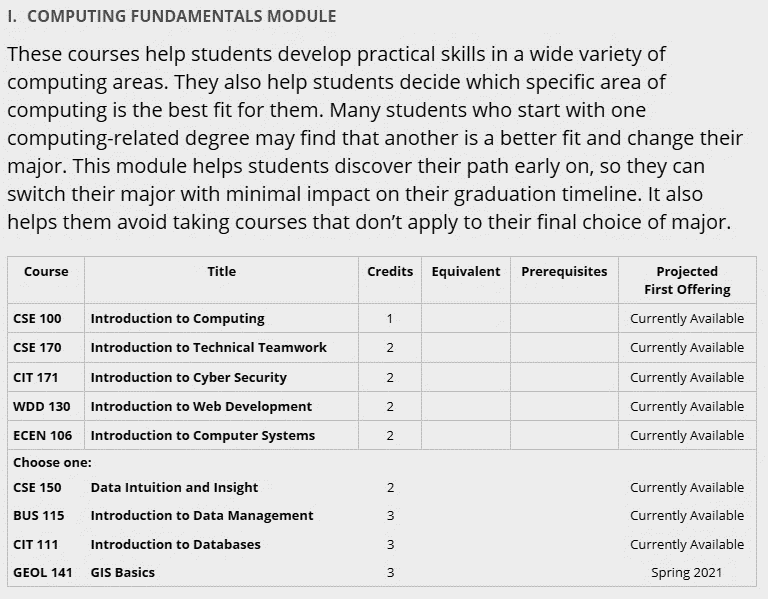 I. COMPUTING FUNDAMENTALS MODULE
These courses help students develop practical skills in a wide variety of
computing areas. They also help students decide which specific area of
computing is the best fit for them. Many students who start with one
computing-related degree may find that another is a better fit and change their
major. This module helps students discover their path early on, so they can
switch their major with minimal impact on their graduation timeline. It also
helps them avoid taking courses that don’t apply to their final choice of major.
Course Title Credits Equivalent Prerequisites Projected
First Offering
CSE 100 Introduction to Computing 1 Currently Available
CSE 170 Introduction to Technical Teamwork 2 Currently Available
CIT 171 Introduction to Cyber Security 2 Currently Available
WDD 130 Introduction to Web Development 2 Currently Available
ECEN 106 Introduction to Computer Systems 2 Currently Available
Choose one:
CSE 150 Data Intuition and Insight 2 Currently Available
BUS 115 Introduction to Data Management 3 Currently Available
CIT 111 Introduction to Databases 3 Currently Available
GEOL 141 GIS Basics 3 Spring 2021